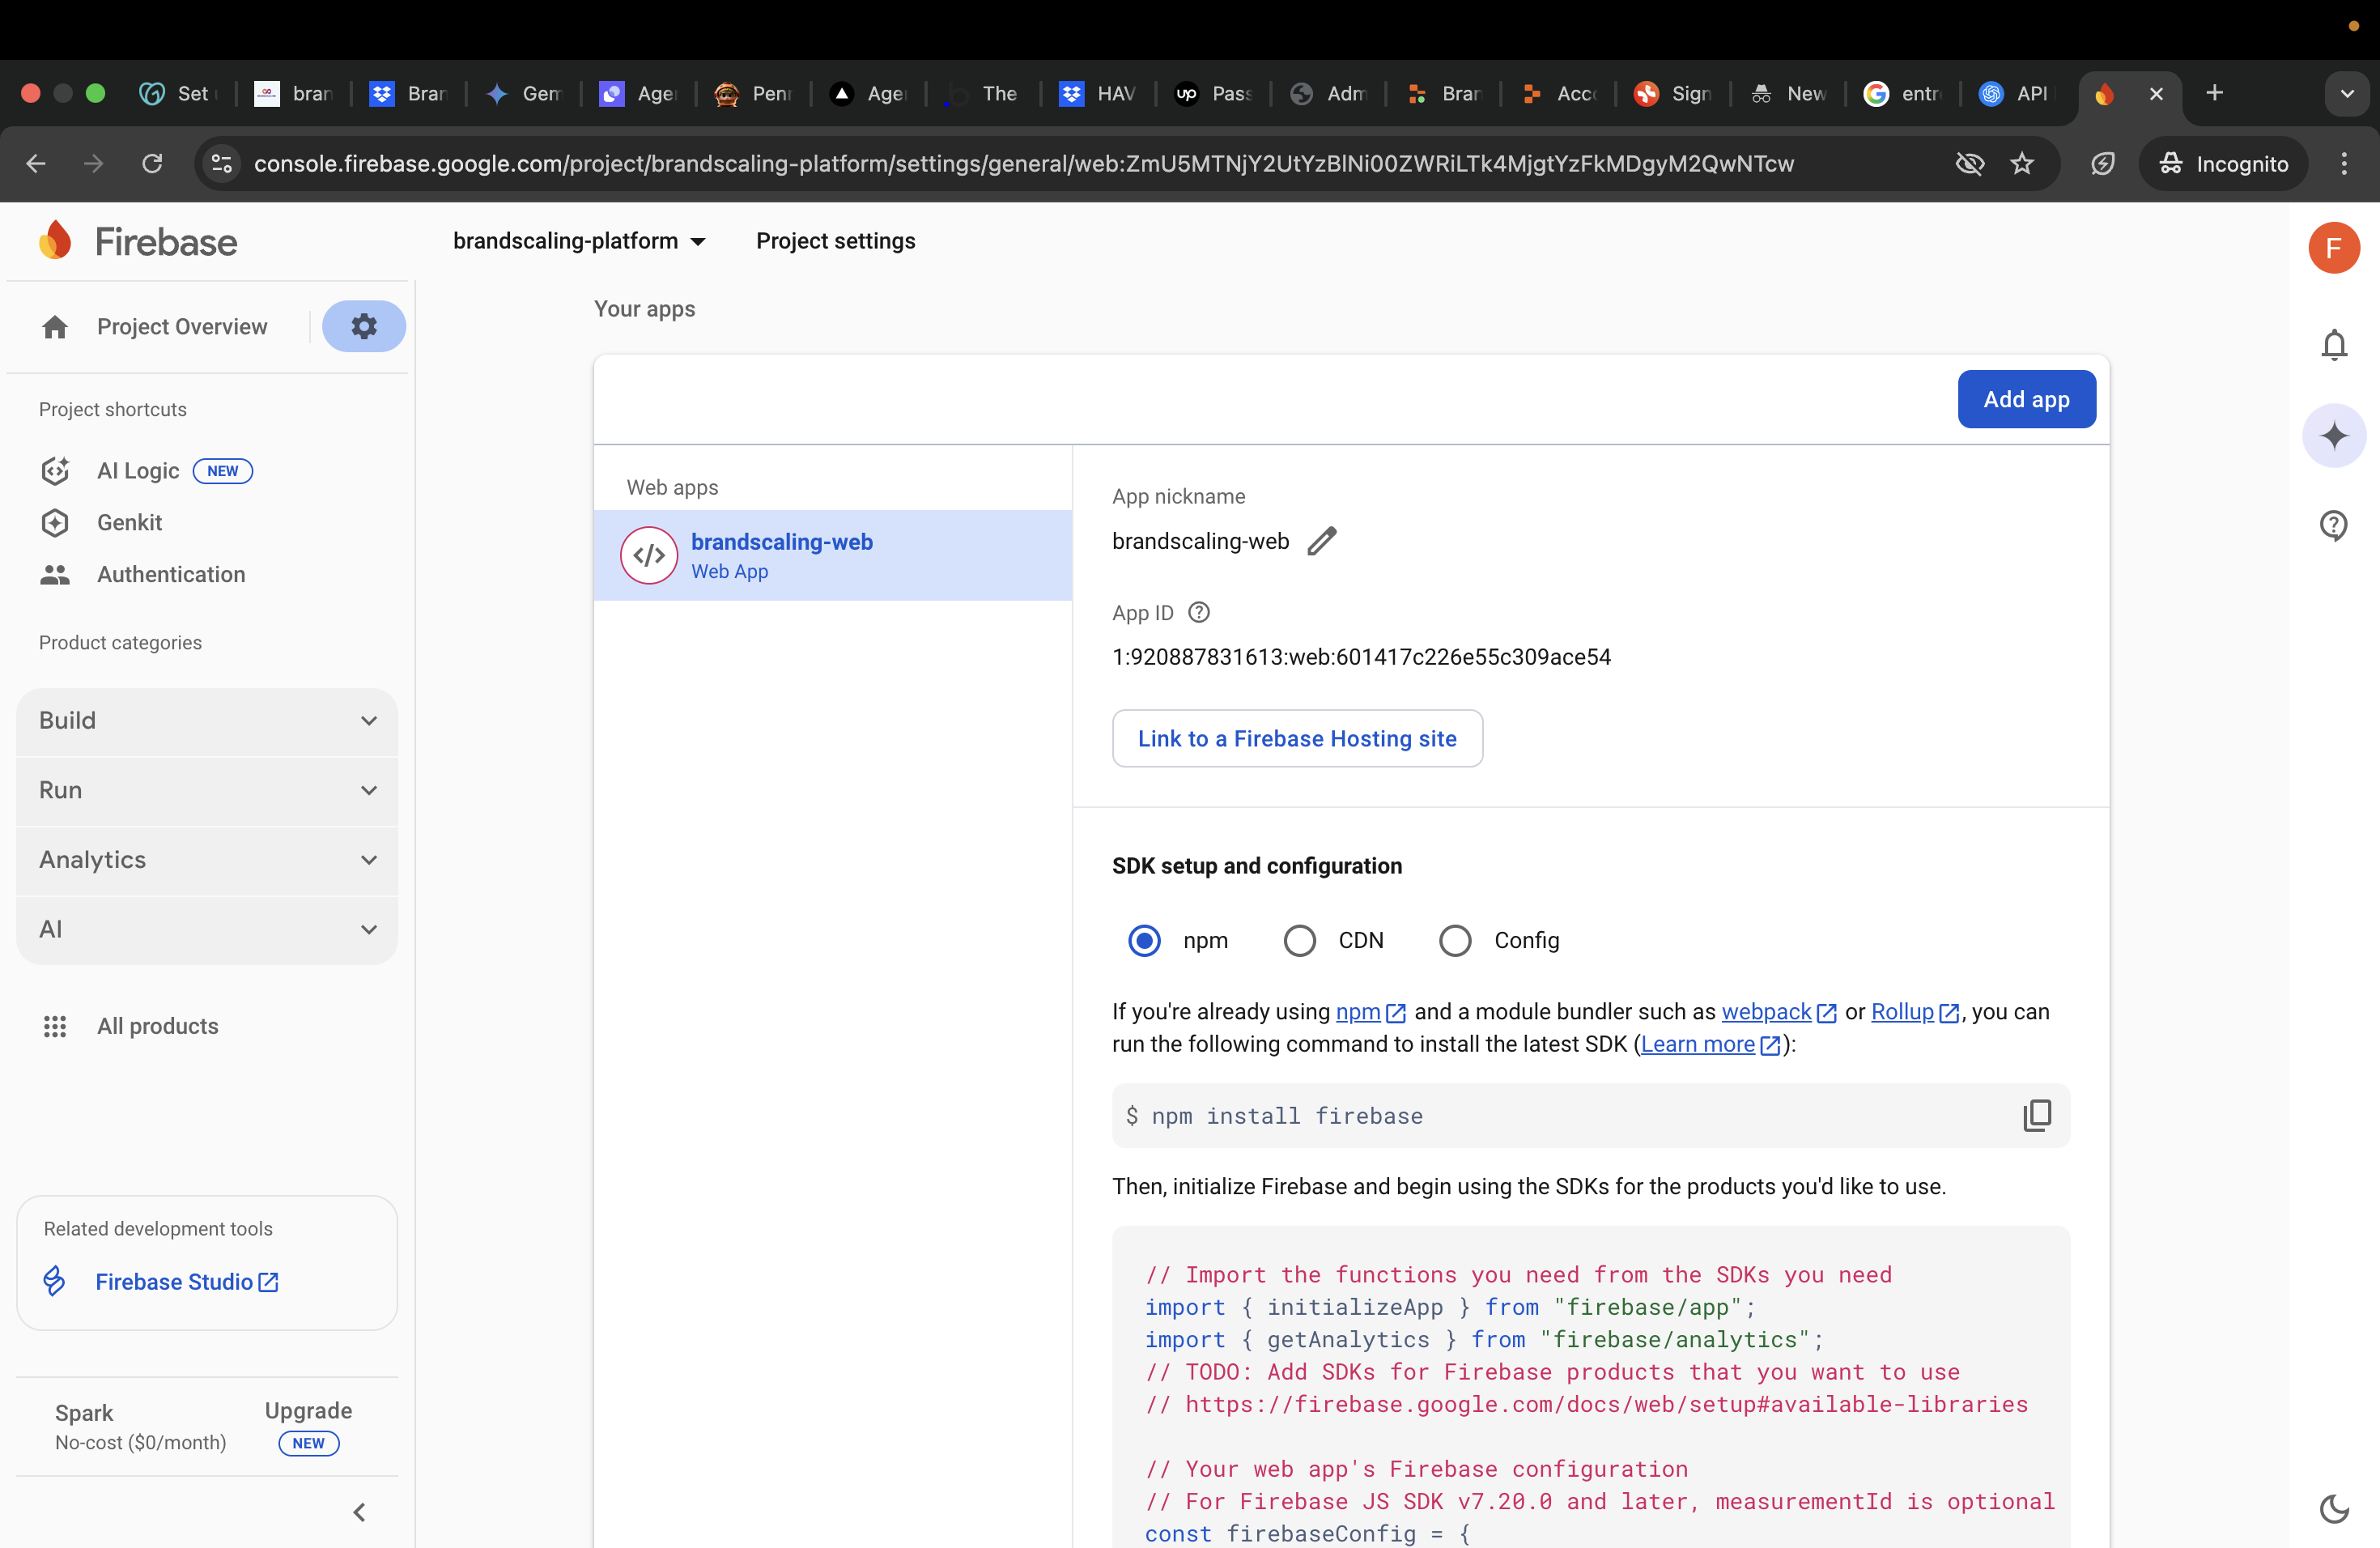 Set
bran
Bran
Gem
Age
Penn
Age
The
HAV
up
Pass
Adm
Bran
Acc
Sign
New
entr
API
console.firebase.google.com/project/brandscaling-platform/settings/general/web:ZmU5MTNjY2UtYzBlNi00ZWRiLTk4MjgtYzFkMDgyM2QwNTcw
Incognito
Firebase
brandscaling-platform
Project settings
F
Project Overview
Project shortcuts
AI Logic NEW
Genkit
Authentication
Product categories
Build
Run
Analytics
AI
All products
Related development tools
Firebase Studio
Spark
No-cost ($0/month)
Upgrade
NEW
Your apps
Add app
Web apps
</> brandscaling-web
Web App
App nickname
brandscaling-web
App ID
1:920887831613:web:601417c226e55c309ace54
Link to a Firebase Hosting site
SDK setup and configuration
npm CDN Config
If you're already using npm and a module bundler such as webpack or Rollup, you can
run the following command to install the latest SDK (Learn more):
$ npm install firebase
Then, initialize Firebase and begin using the SDKs for the products you'd like to use.
// Import the functions you need from the SDKs you need
import { initializeApp } from "firebase/app";
import { getAnalytics } from "firebase/analytics";
// TODO: Add SDKs for Firebase products that you want to use
// https://firebase.google.com/docs/web/setup#available-libraries
// Your web app's Firebase configuration
// For Firebase JS SDK v7.20.0 and later, measurementId is optional
const firebaseConfig = {